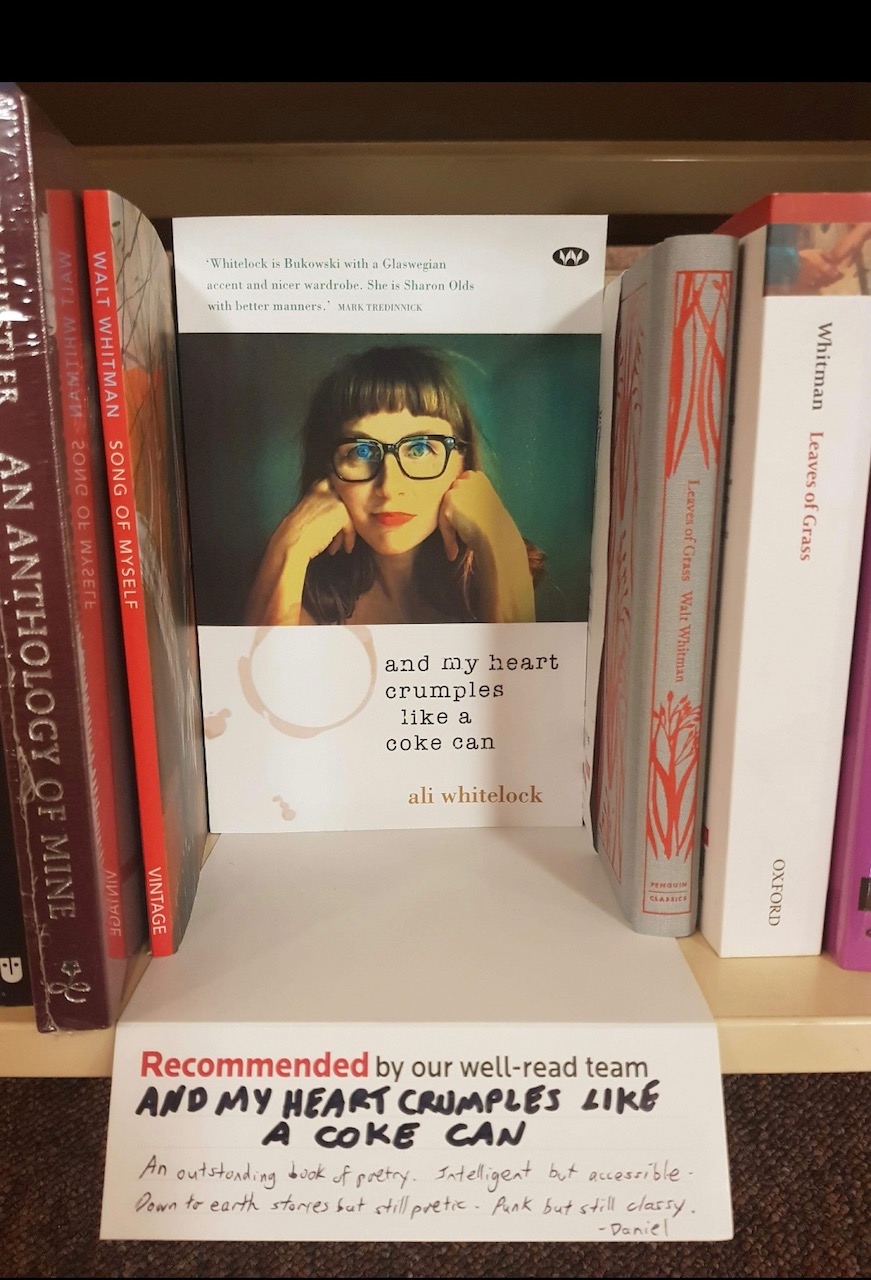 AN ANTHOLOGY OF MINE
WALT WHITMAN SONG OF MYSELF
VINTAGE
WALT WHITMAN SONG OF MYSELF
VINTAGE
'Whitelock is Bukowski with a Glaswegian
accent and nicer wardrobe. She is Sharon Olds
with better manners.' MARK TREDINNICK
and my heart
crumples
like a
coke can
ali whitelock
Leaves of Grass Walt Whitman
PENGUIN
CLASSICS
Whitman Leaves of Grass
OXFORD
Recommended by our well-read team
AND MY HEART CRUMPLES LIKE
A COKE CAN
An outstanding book of poetry. Intelligent but accessible.
Down to earth stories but still poetic. Punk but still classy.
-Daniel